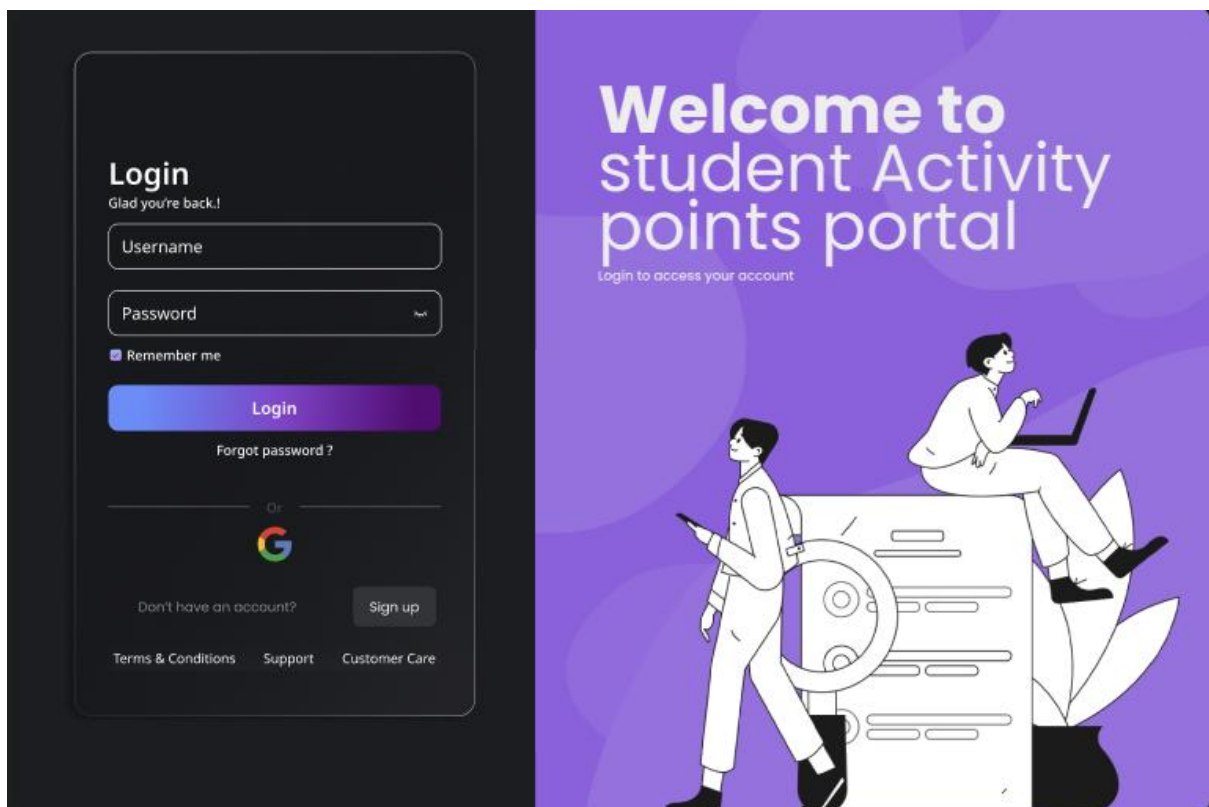 Login
Glad you're back.!
Username
Password
Remember me
Login
Forgot password ?
Or
Don't have an account? Sign up
Terms & Conditions Support Customer Care
Welcome to
student Activity
points portal
Login to access your account